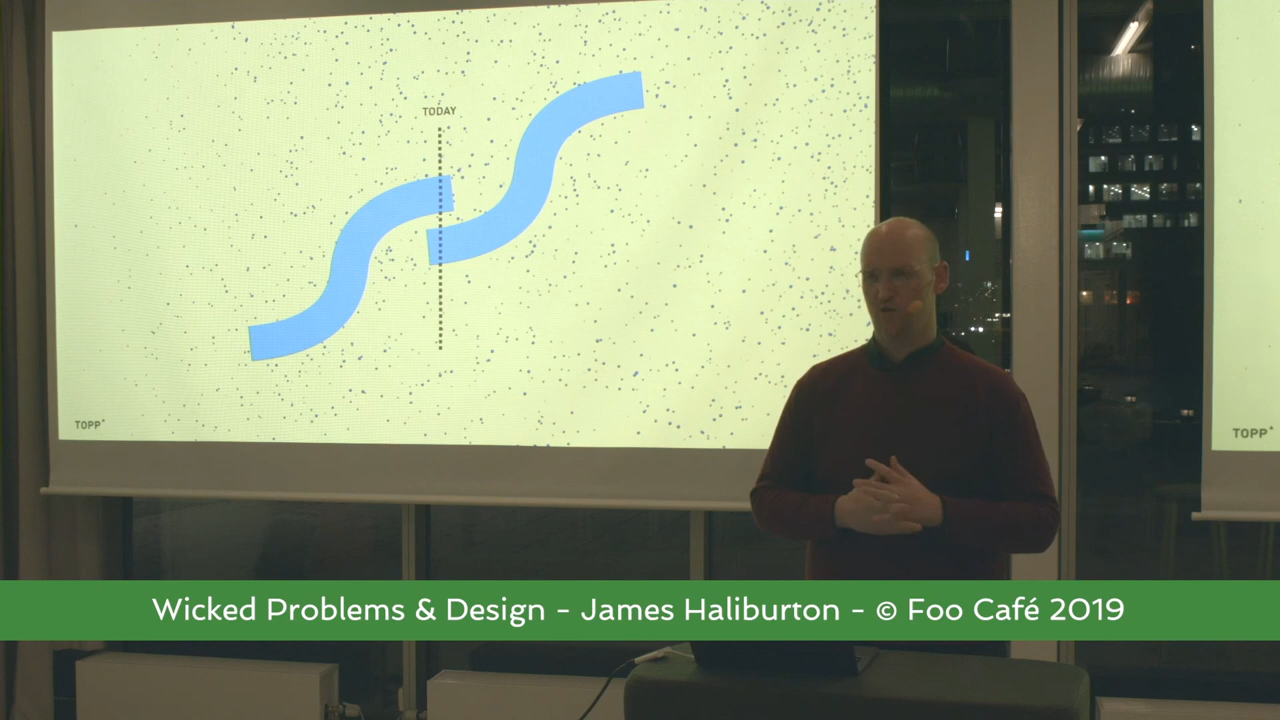 TODAY
TOPP
TOPP
Wicked Problems & Design - James Haliburton - © Foo Café 2019